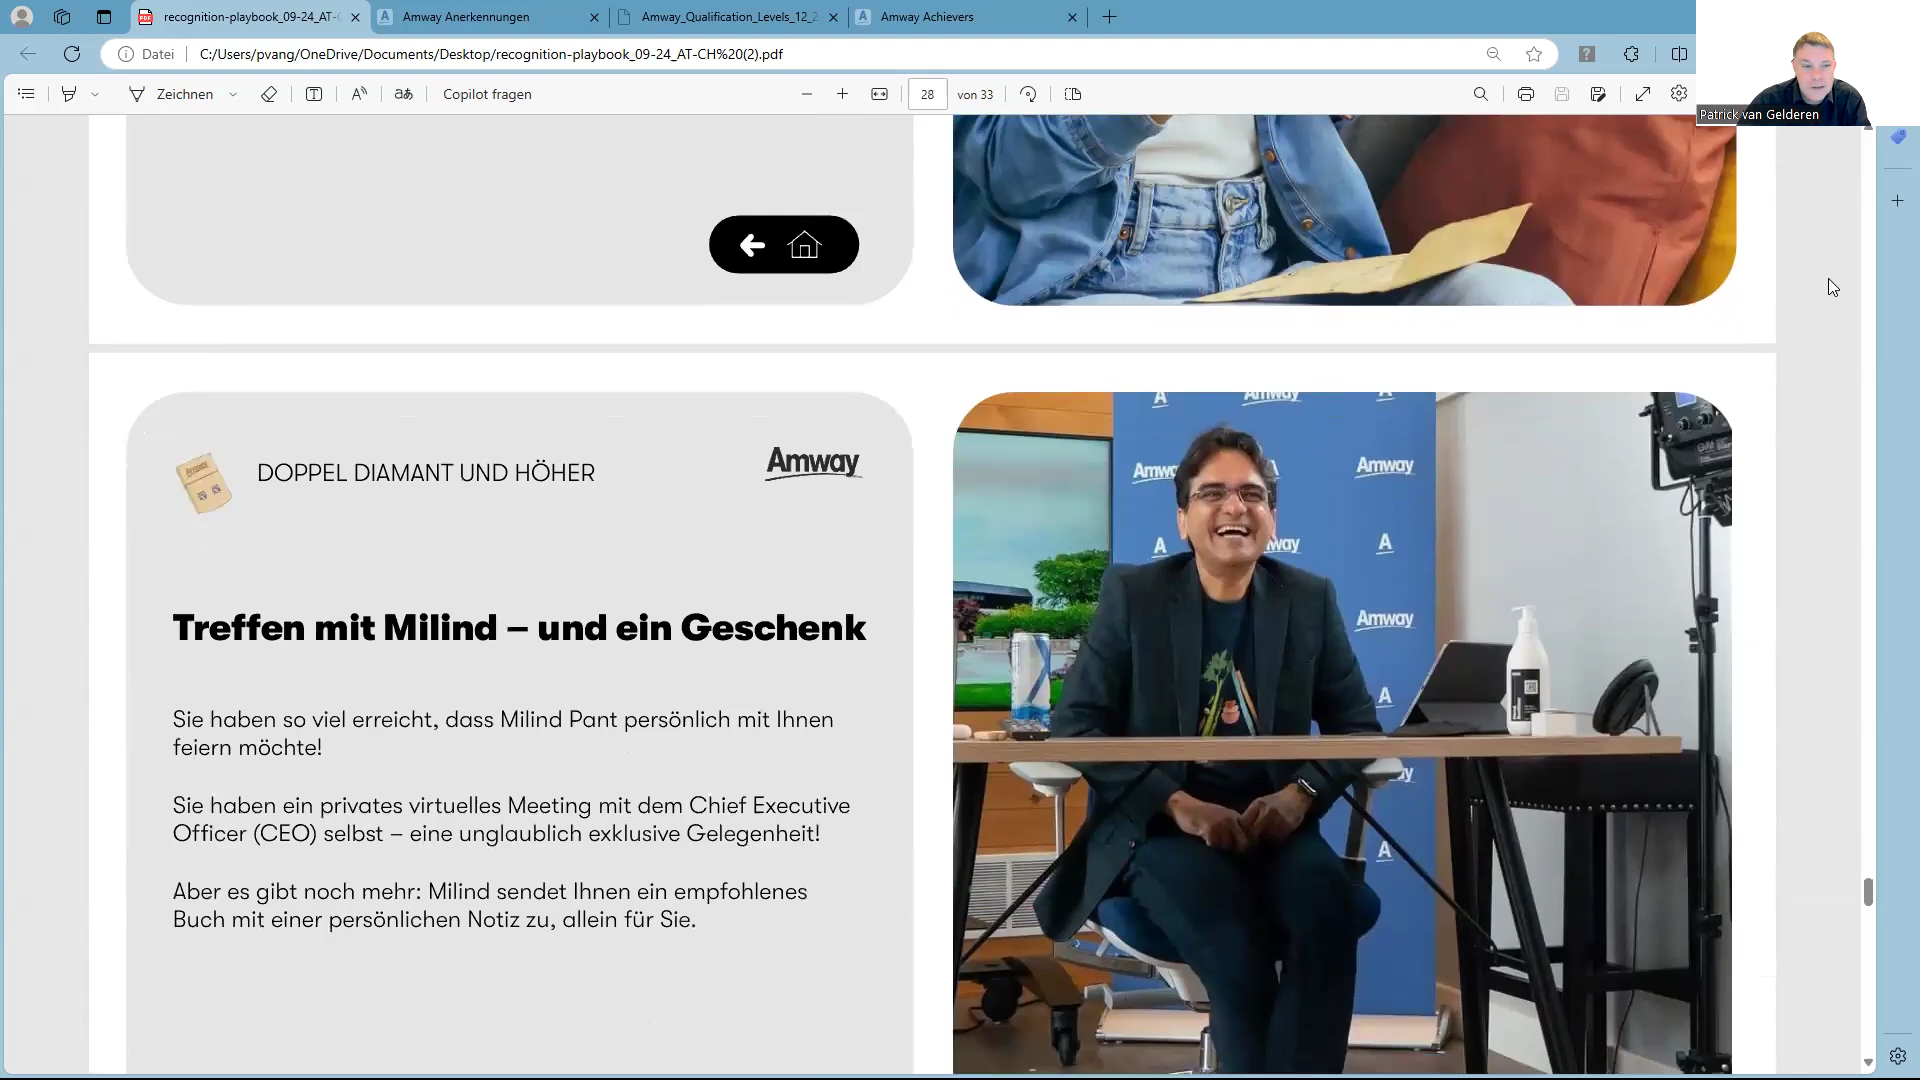 recognition-playbook_09-24_AT-C
Amway Anerkennungen
Amway_Qualification_Levels_12_2
Amway Achievers
Datei
C:/Users/pvang/OneDrive/Documents/Desktop/recognition-playbook_09-24_AT-CH%20(2).pdf
Zeichnen
Copilot fragen
28
von 33
Patrick van Gelderen
DOPPEL DIAMANT UND HÖHER
Amway
Treffen mit Milind – und ein Geschenk
Sie haben so viel erreicht, dass Milind Pant persönlich mit Ihnen
feiern möchte!
Sie haben ein privates virtuelles Meeting mit dem Chief Executive
Officer (CEO) selbst – eine unglaublich exklusive Gelegenheit!
Aber es gibt noch mehr: Milind sendet Ihnen ein empfohlenes
Buch mit einer persönlichen Notiz zu, allein für Sie.
Amway
Amway
Amway